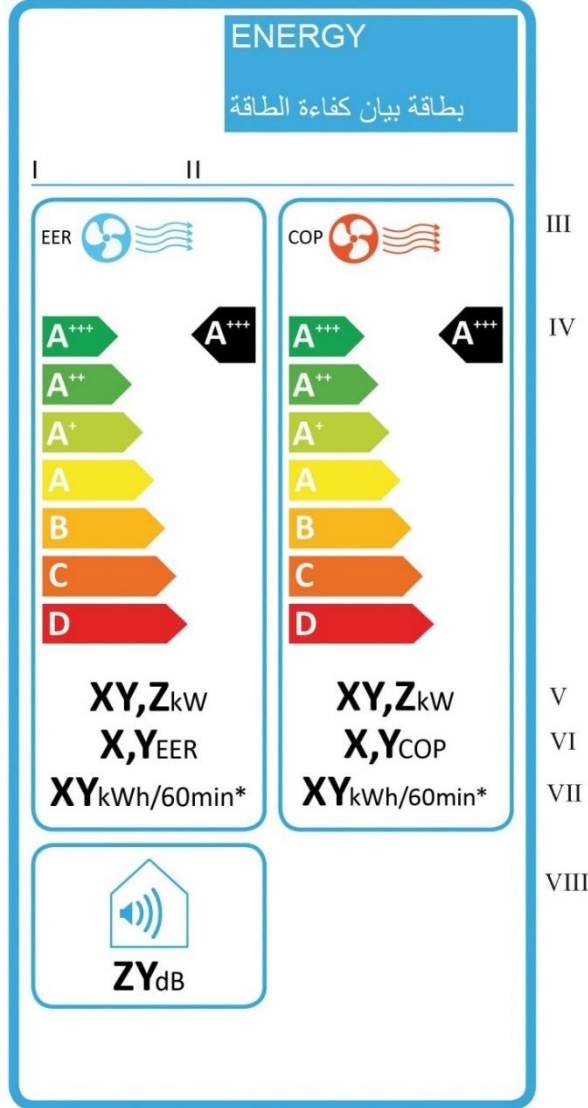 ENERGY
بطاقة بيان كفاءة الطاقة
I II
EER
COP
III
A+++ A+++
A+++ A+++
IV
A++
A++
A+
A+
A
A
B
B
C
C
D
D
XY,ZkW
XY,ZkW
V
X,YEER
X,YCOP
VI
XYkWh/60min*
XYkWh/60min*
VII
VIII
ZYdB